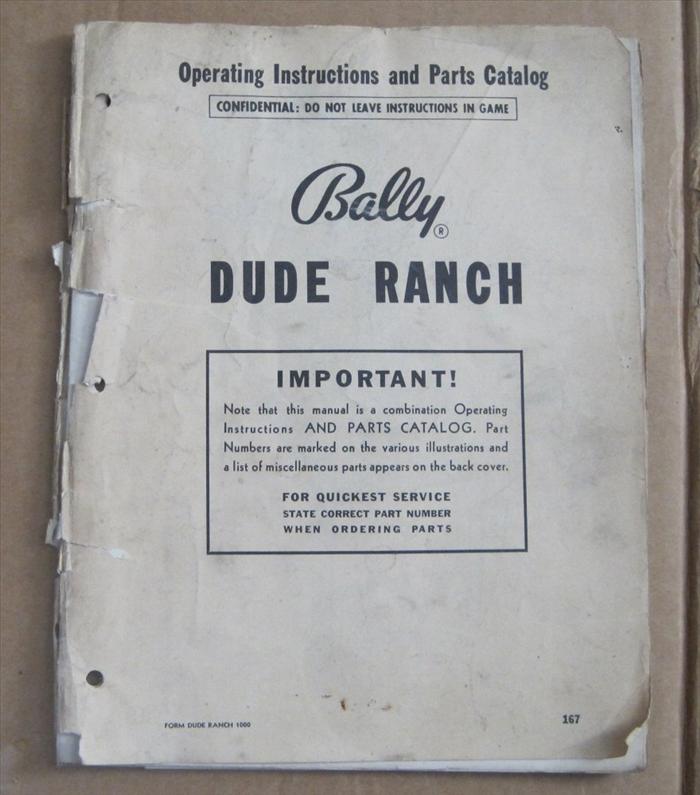 Operating Instructions and Parts Catalog
CONFIDENTIAL: DO NOT LEAVE INSTRUCTIONS IN GAME
Bally ®
DUDE RANCH
IMPORTANT!
Note that this manual is a combination Operating
Instructions AND PARTS CATALOG. Part
Numbers are marked on the various illustrations and
a list of miscellaneous parts appears on the back cover.
FOR QUICKEST SERVICE
STATE CORRECT PART NUMBER
WHEN ORDERING PARTS
FORM DUDE RANCH 1000
167